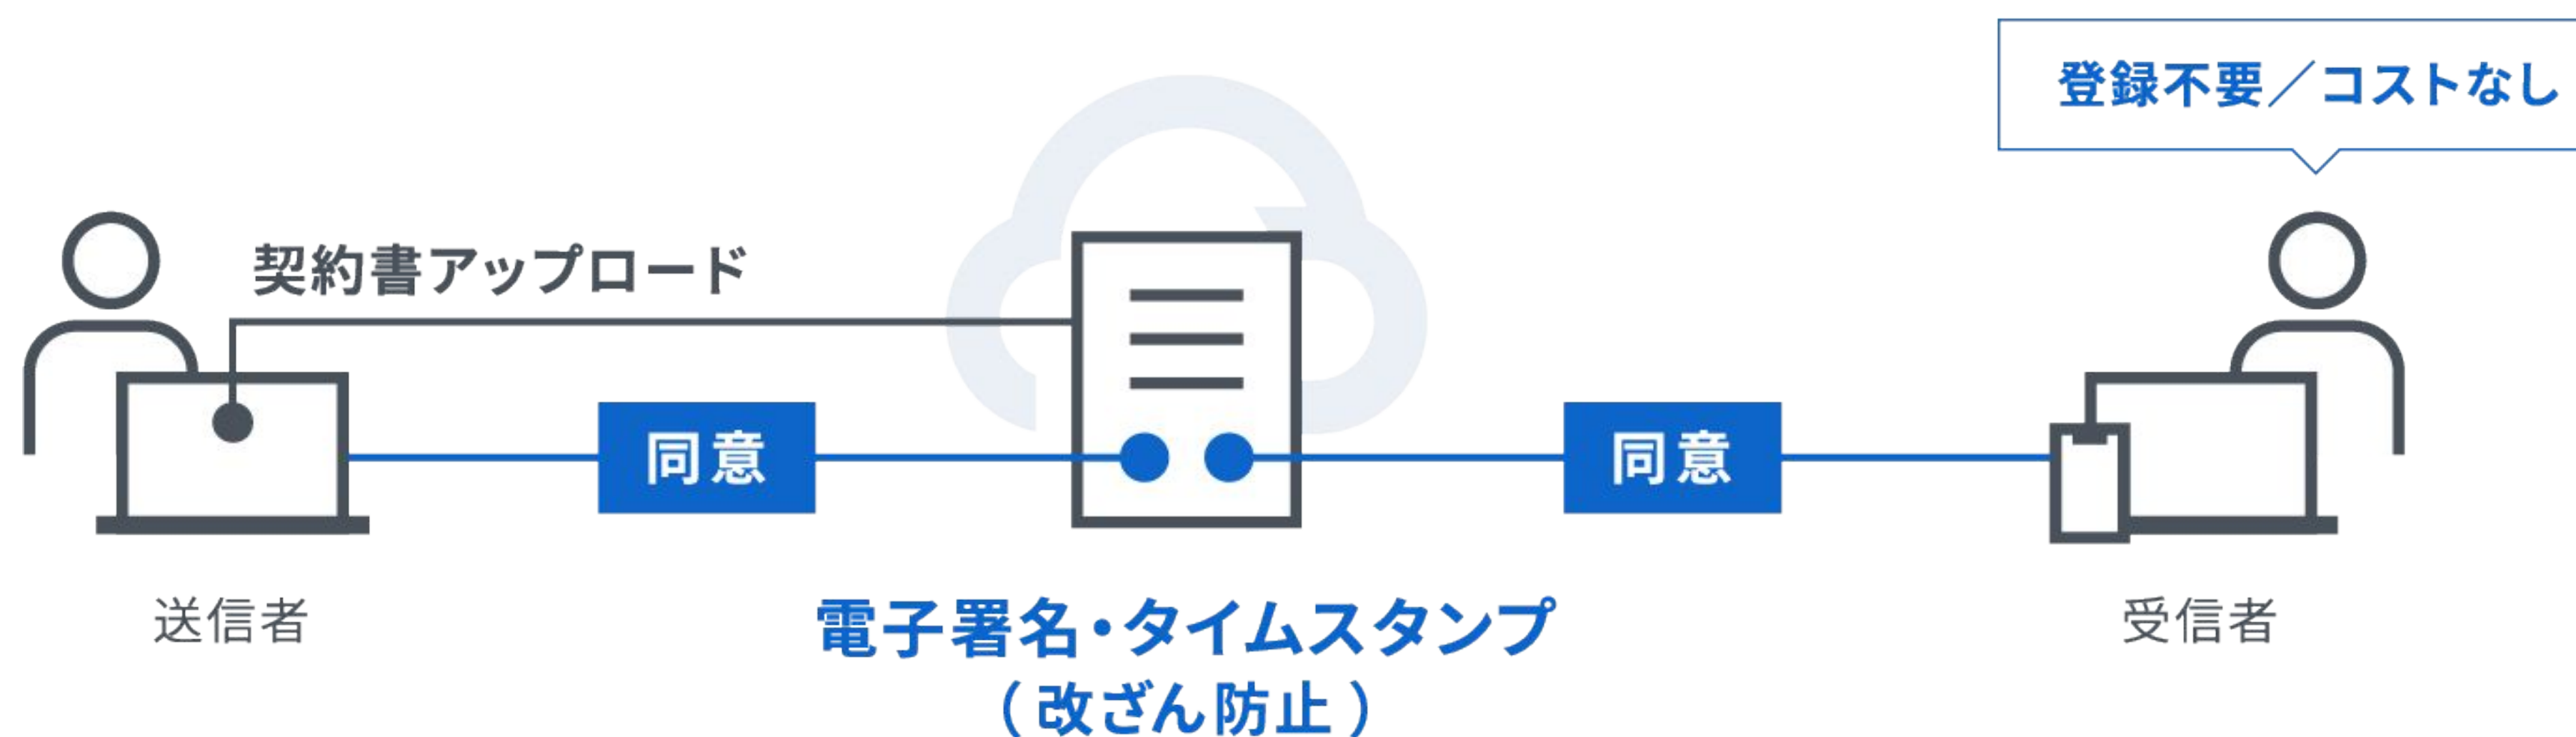 登録不要／コストなし
契約書アップロード
同意
同意
送信者
電子署名・タイムスタンプ
（改ざん防止）
受信者